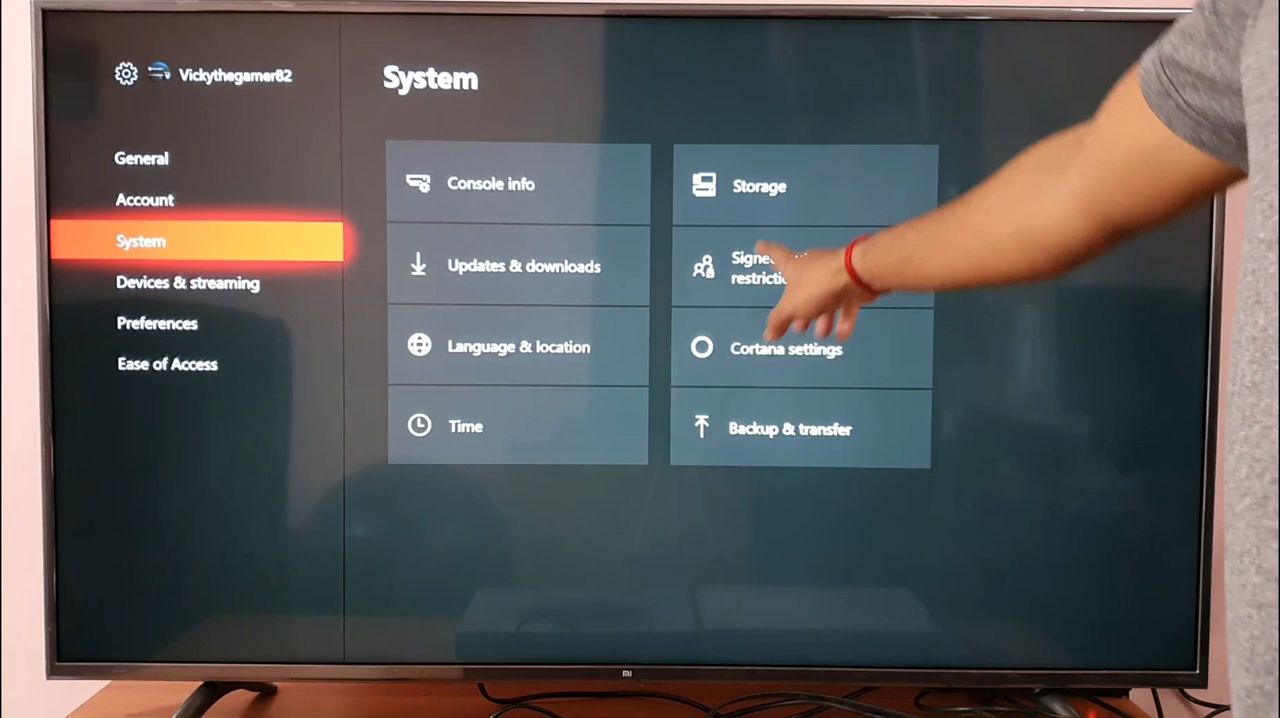 Vickythegamer82
System
General
Account
System
Devices & streaming
Preferences
Ease of Access
Console info
Updates & downloads
Language & location
Time
Storage
Cortana settings
Backup & transfer
mi